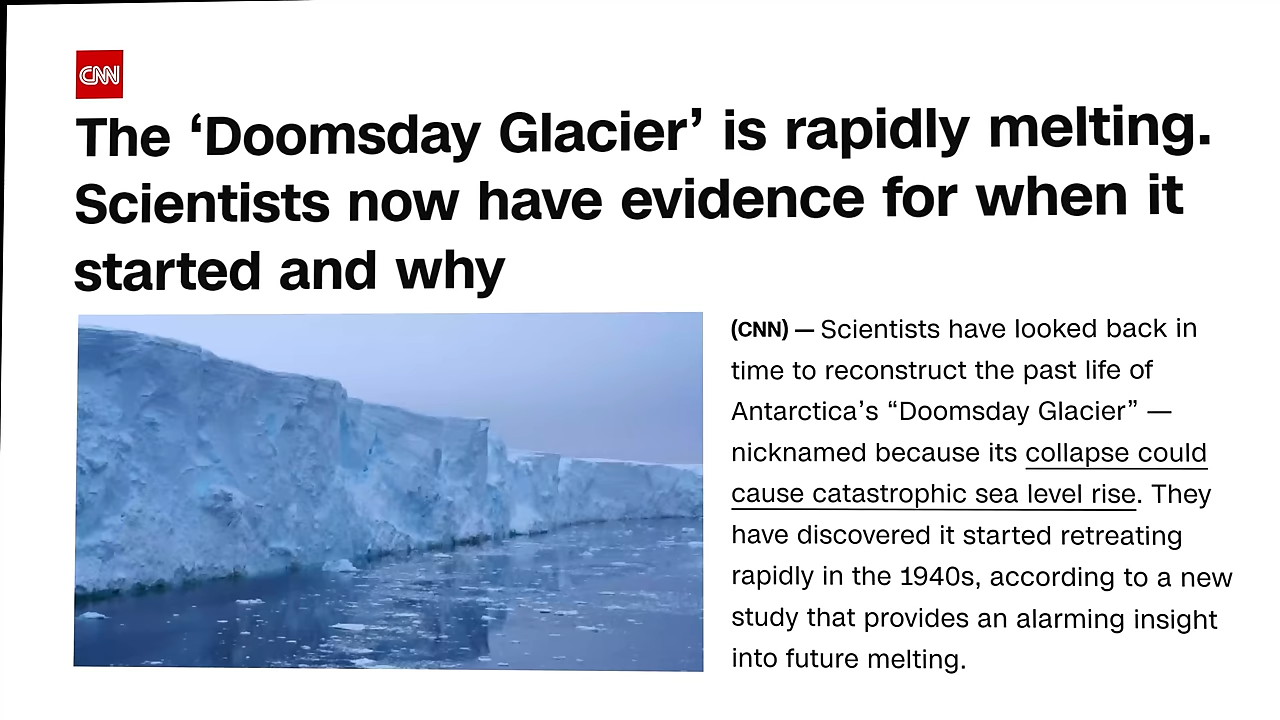 CNN
The ‘Doomsday Glacier’ is rapidly melting.
Scientists now have evidence for when it
started and why
(CNN) — Scientists have looked back in
time to reconstruct the past life of
Antarctica’s “Doomsday Glacier” —
nicknamed because its collapse could
cause catastrophic sea level rise. They
have discovered it started retreating
rapidly in the 1940s, according to a new
study that provides an alarming insight
into future melting.